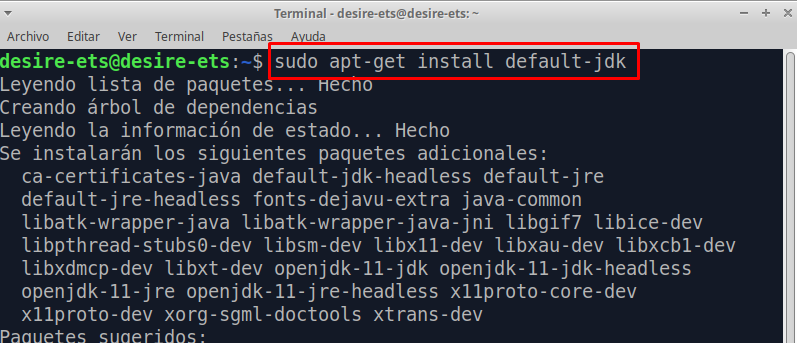 Terminal - desire-ets@desire-ets: ~
Archivo Editar Ver Terminal Pestañas Ayuda
desire-ets@desire-ets:~$ sudo apt-get install default-jdk
Leyendo lista de paquetes... Hecho
Creando árbol de dependencias
Leyendo la información de estado... Hecho
Se instalarán los siguientes paquetes adicionales:
ca-certificates-java default-jdk-headless default-jre
default-jre-headless fonts-dejavu-extra java-common
libatk-wrapper-java libatk-wrapper-java-jni libgif7 libice-dev
libpthread-stubs0-dev libsm-dev libx11-dev libxau-dev libxcb1-dev
libxdmcp-dev libxt-dev openjdk-11-jdk openjdk-11-jdk-headless
openjdk-11-jre openjdk-11-jre-headless x11proto-core-dev
x11proto-dev xorg-sgml-doctools xtrans-dev
Paquetes sugeridos: